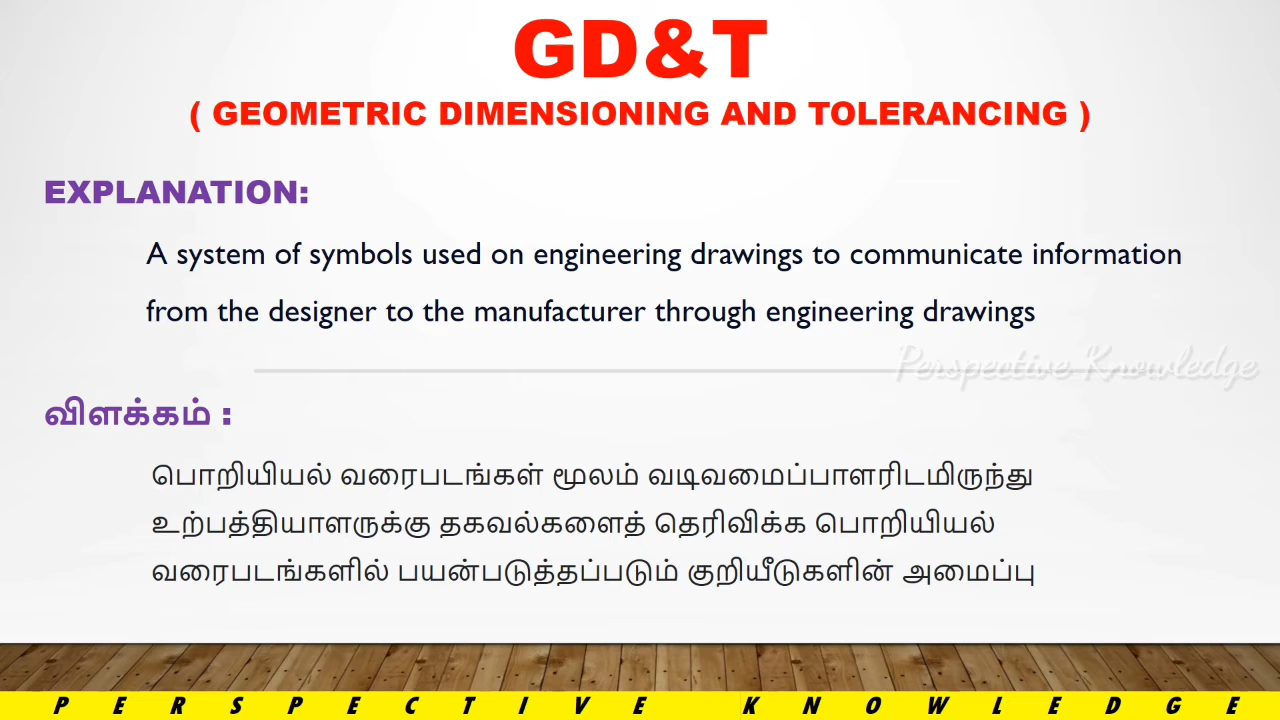 GD&T
( GEOMETRIC DIMENSIONING AND TOLERANCING )
EXPLANATION:
A system of symbols used on engineering drawings to communicate information
from the designer to the manufacturer through engineering drawings
Perspective Knowledge
விளக்கம் :
பொறியியல் வரைபடங்கள் மூலம் வடிவமைப்பாளரிடமிருந்து
உற்பத்தியாளருக்கு தகவல்களைத் தெரிவிக்க பொறியியல்
வரைபடங்களில் பயன்படுத்தப்படும் குறியீடுகளின் அமைப்பு
PERSPECTIVE KNOWLEDGE